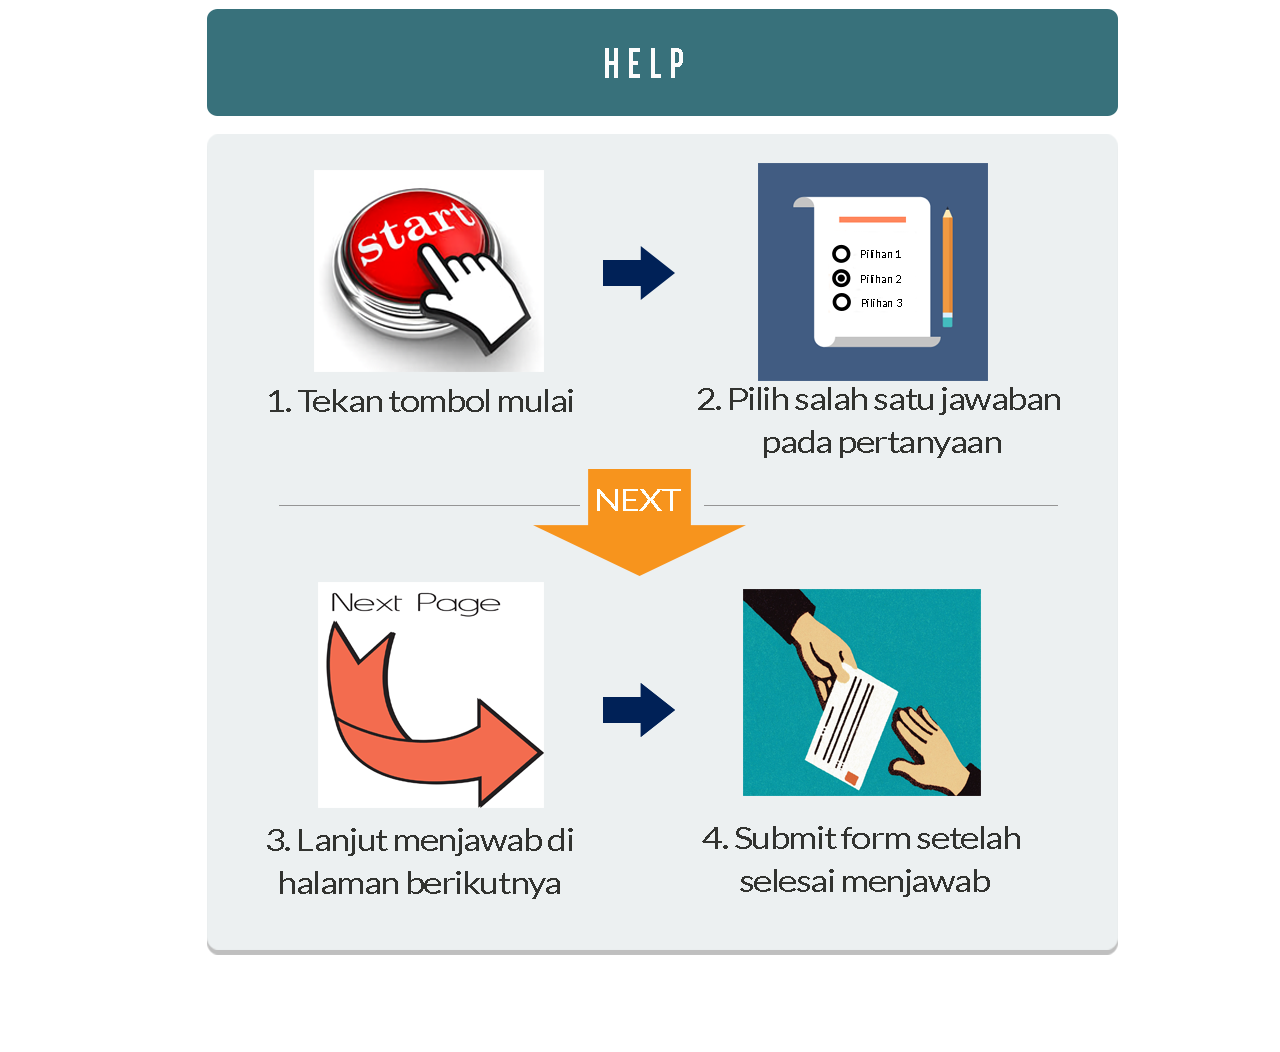 HELP
start
Pilihan 1
Pilihan 2
Pilihan 3
1. Tekan tombol mulai
2. Pilih salah satu jawaban
pada pertanyaan
NEXT
Next Page
3. Lanjut menjawab di
halaman berikutnya
4. Submit form setelah
selesai menjawab